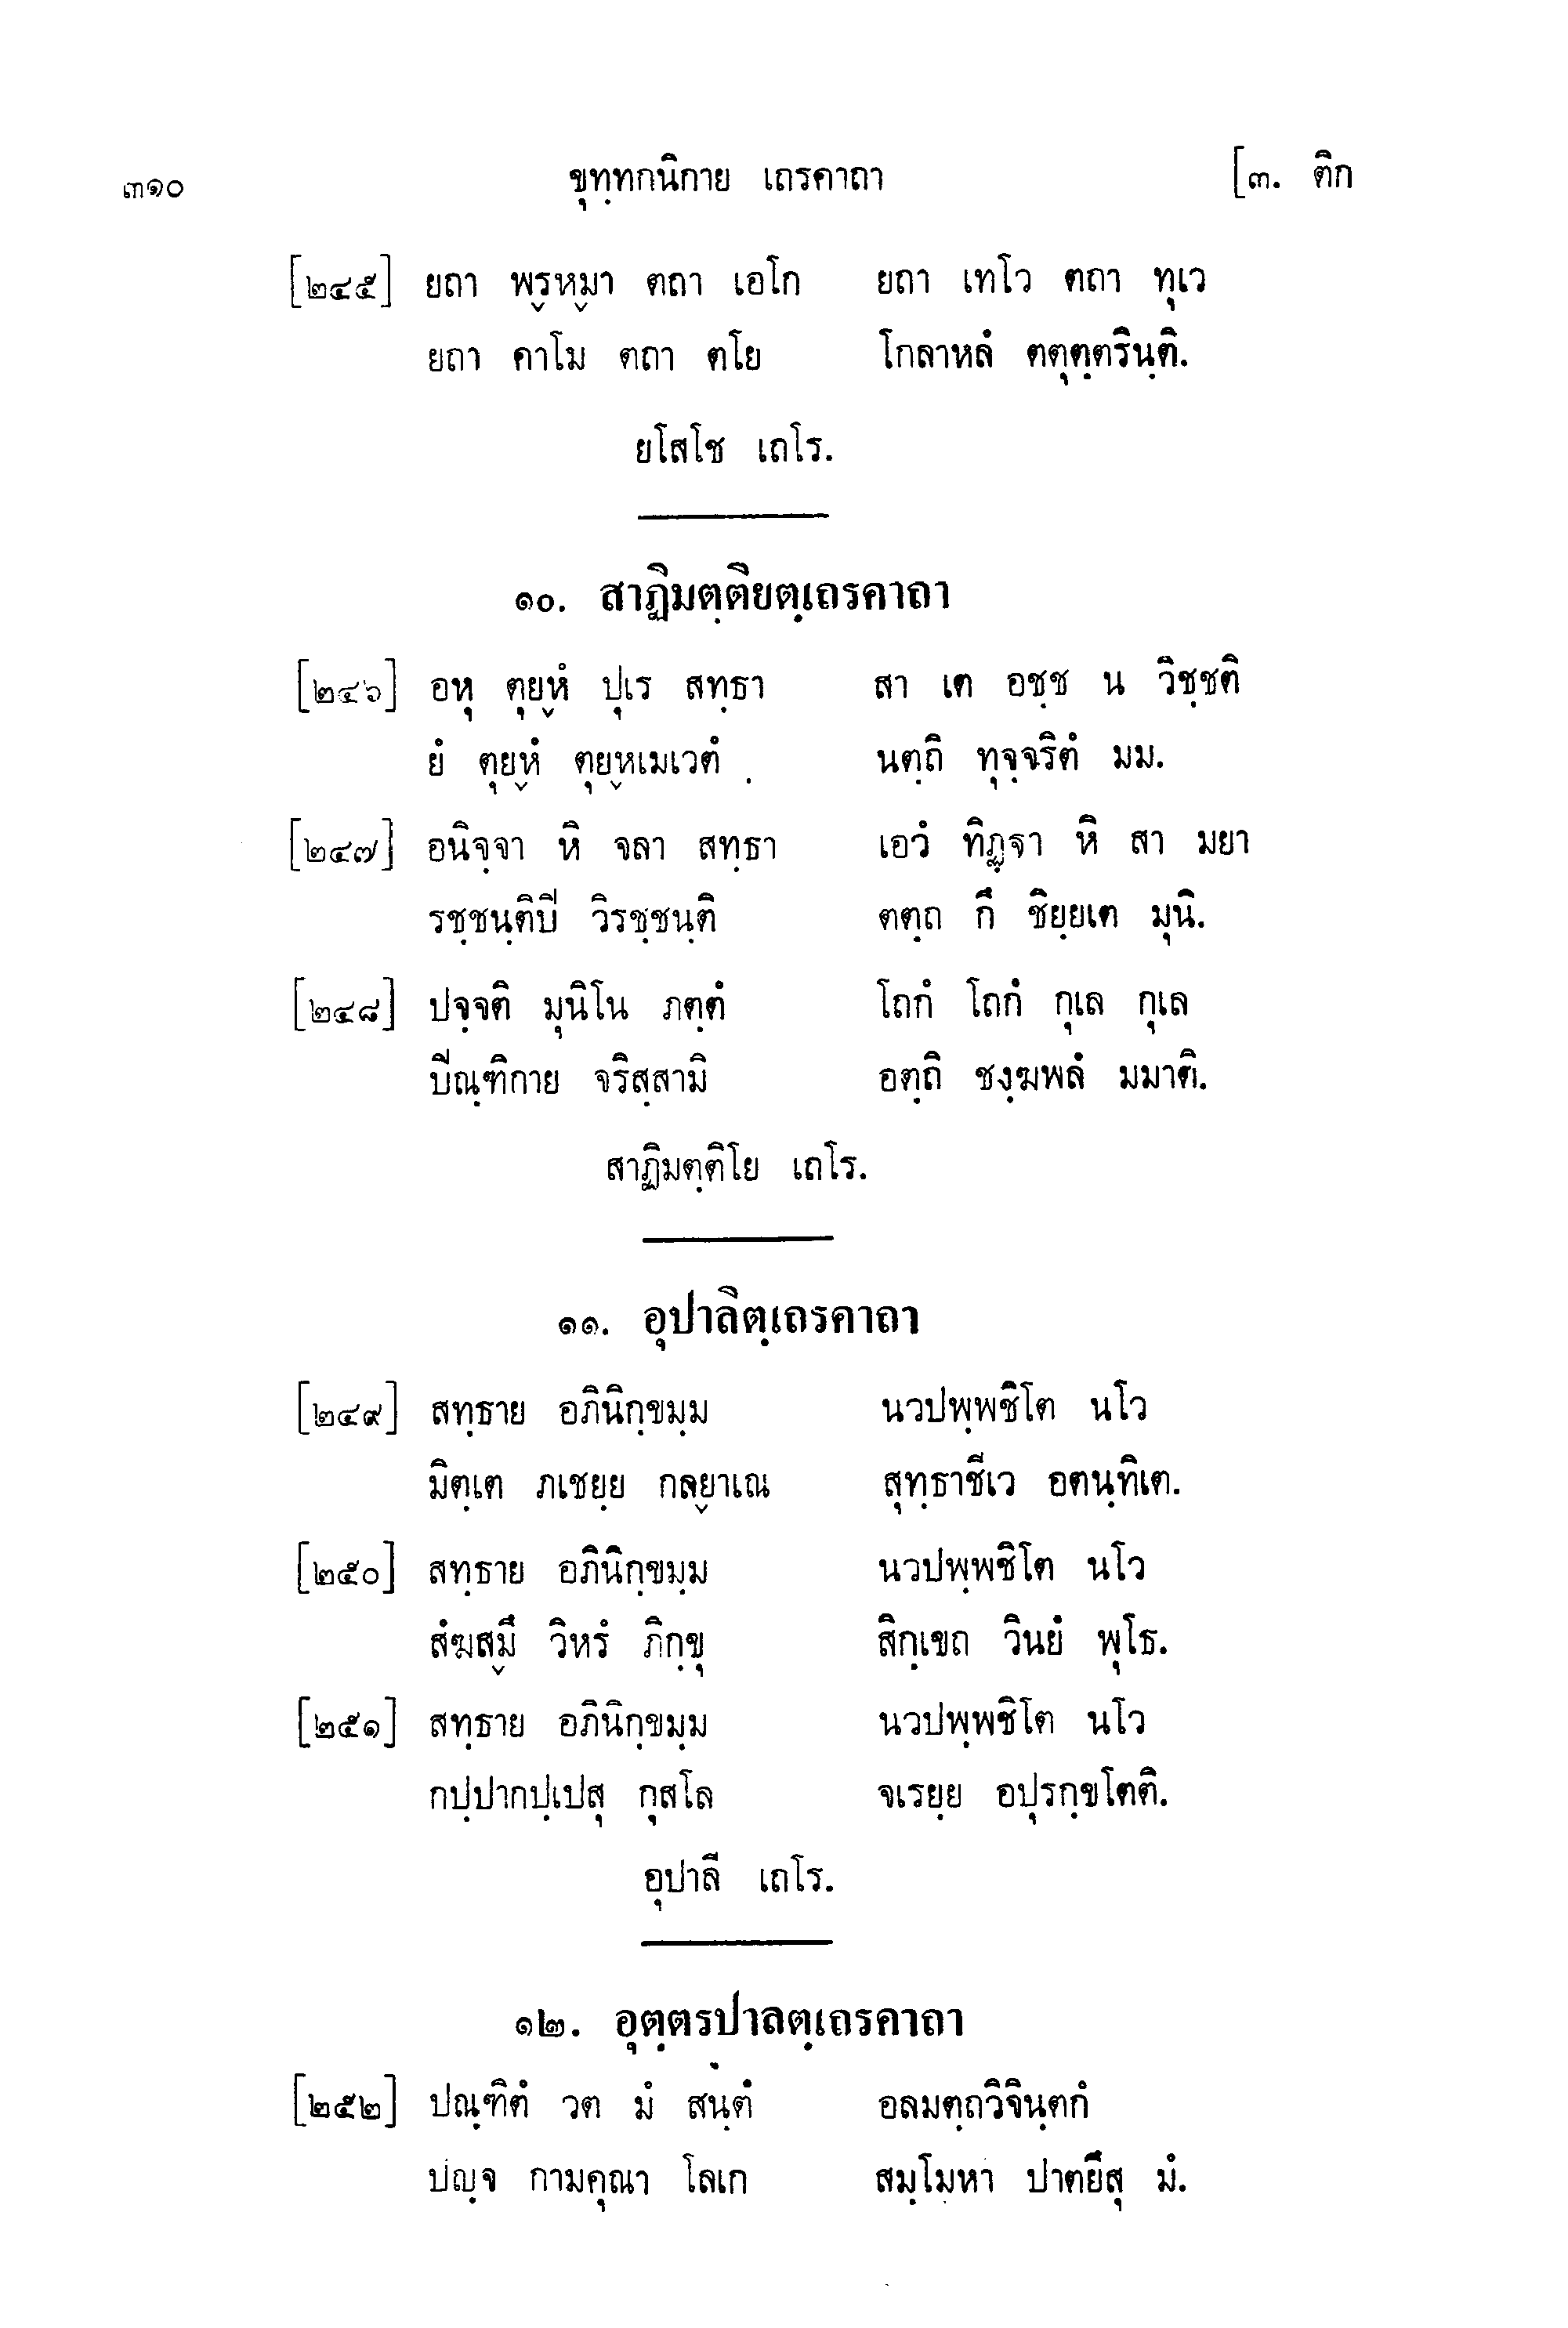 ๓๑๐ ขุทฺทกนิกาย เถรคาถา [๓. ติก
[๒๔๕] ยถา พฺรหฺมา ตถา เอโก ยถา เทโว ตถา ทุเว
ยถา คาโม ตถา ตโย โกลาหลํ ตตุตฺตรินฺติ.
ยโสโช เถโร.
๑๐. สาฏิมตฺติยตฺเถรคาถา
[๒๔๖] อหุ ตุยฺหํ ปุเร สทฺธา สา เต อชฺช น วิชฺชติ
ยํ ตุยฺหํ ตุยฺหเมเวตํ นตฺถิ ทุจฺจริตํ มม.
[๒๔๗] อนิจฺจา หิ จลา สทฺธา เอวํ ทิฏฺฐา หิ สา มยา
รชฺชนฺติปิ วิรชฺชนฺติ ตตฺถ กึ ชิยฺยเต มุนิ.
[๒๔๘] ปจฺจติ มุนิโน ภตฺตํ โถกํ โถกํ กุเล กุเล
ปิณฺฑิกาย จริสฺสามิ อตฺถิ ชงฺฆพลํ มมาติ.
สาฏิมตฺติโย เถโร.
๑๑. อุปาลิตฺเถรคาถา
[๒๔๙] สทฺธาย อภินิกฺขมฺม นวปพฺพชิโต นโว
มิตฺเต ภเชยฺย กลฺยาเณ สุทฺธาชีเว อตนฺทิเต.
[๒๕๐] สทฺธาย อภินิกฺขมฺม นวปพฺพชิโต นโว
สํฆสฺมึ วิหรํ ภิกฺขุ สิกฺเขถ วินยํ พุโธ.
[๒๕๑] สทฺธาย อภินิกฺขมฺม นวปพฺพชิโต นโว
กปฺปากปฺเปสุ กุสโล จเรยฺย อปุรกฺขโตติ.
อุปาลี เถโร.
๑๒. อุตฺตรปาลตฺเถรคาถา
[๒๕๒] ปณฺฑิตํ วต มํ สนฺตํ อลมตฺถวิจินฺตกํ
ปญฺจ กามคุณา โลเก สมฺโมหา ปาตยึสุ มํ.